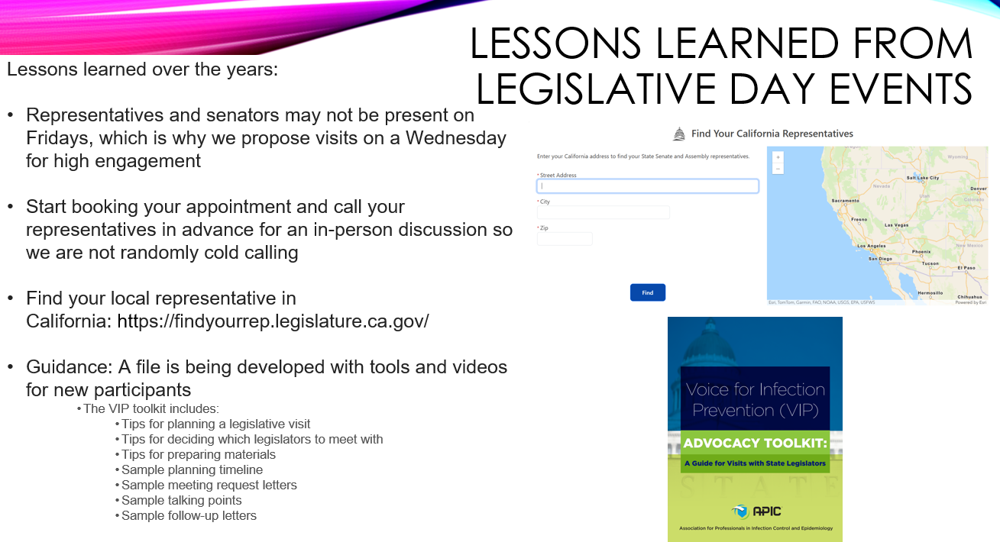 LESSONS LEARNED FROM
LEGISLATIVE DAY EVENTS
Lessons learned over the years:
• Representatives and senators may not be present on
Fridays, which is why we propose visits on a Wednesday
for high engagement
• Start booking your appointment and call your
representatives in advance for an in-person discussion so
we are not randomly cold calling
• Find your local representative in
California: https://findyourrep.legislature.ca.gov/
• Guidance: A file is being developed with tools and videos
for new participants
• The VIP toolkit includes:
• Tips for planning a legislative visit
• Tips for deciding which legislators to meet with
• Tips for preparing materials
• Sample planning timeline
• Sample meeting request letters
• Sample talking points
• Sample follow-up letters
Find Your California Representatives
Enter your California address to find your State Senate and Assembly representatives.
* Street Address
* City
* Zip
Find
+
−
Wyoming
Salt Lake City
Nevada
Denver
Utah
Colorado
Sacramento
Fresno
Las Vegas
Los Angeles
New Mexico
Phoenix
San Diego
Tucson
El Paso
Hermosillo
Chihuahua
Esri, TomTom, Garmin, FAO, NOAA, USGS, EPA, USFWS
Powered by Esri
Voice for Infection
Prevention (VIP)
ADVOCACY TOOLKIT:
A Guide for Visits with State Legislators
STATE
APIC
Association for Professionals in Infection Control and Epidemiology